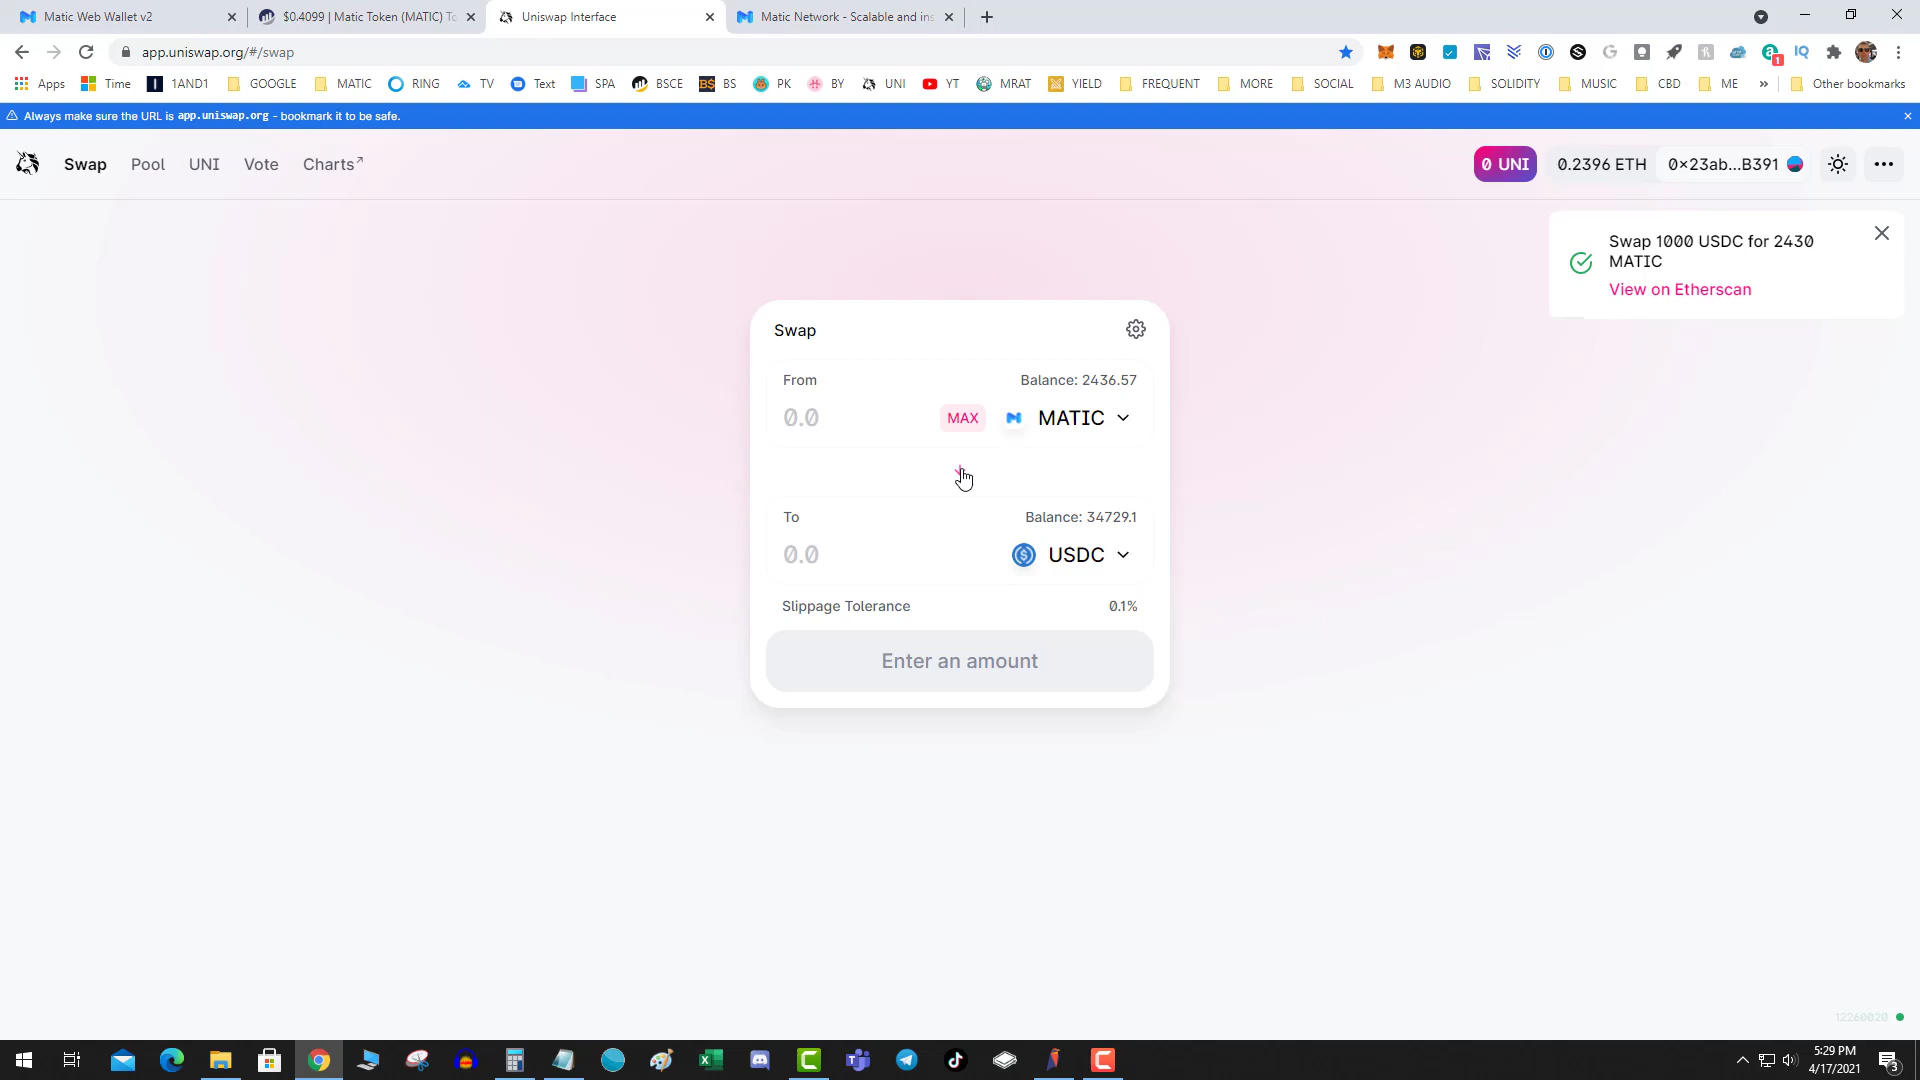 Matic Web Wallet v2
$0.4099 | Matic Token (MATIC) To
Uniswap Interface
Matic Network - Scalable and ins
app.uniswap.org/#/swap
Apps
Time
1AND1
GOOGLE
MATIC
RING
TV
Text
SPA
BSCE
BS
PK
BY
UNI
YT
MRAT
YIELD
FREQUENT
MORE
SOCIAL
M3 AUDIO
SOLIDITY
MUSIC
CBD
ME
»
Other bookmarks
Always make sure the URL is app.uniswap.org - bookmark it to be safe.
Swap
Pool
UNI
Vote
Charts↗
0 UNI
0.2396 ETH
0×23ab...B391
Swap 1000 USDC for 2430
MATIC
View on Etherscan
Swap
From
Balance: 2436.57
0.0
MAX
MATIC
To
Balance: 34729.1
0.0
USDC
Slippage Tolerance
0.1%
Enter an amount
12260020
5:29 PM
4/17/2021
3